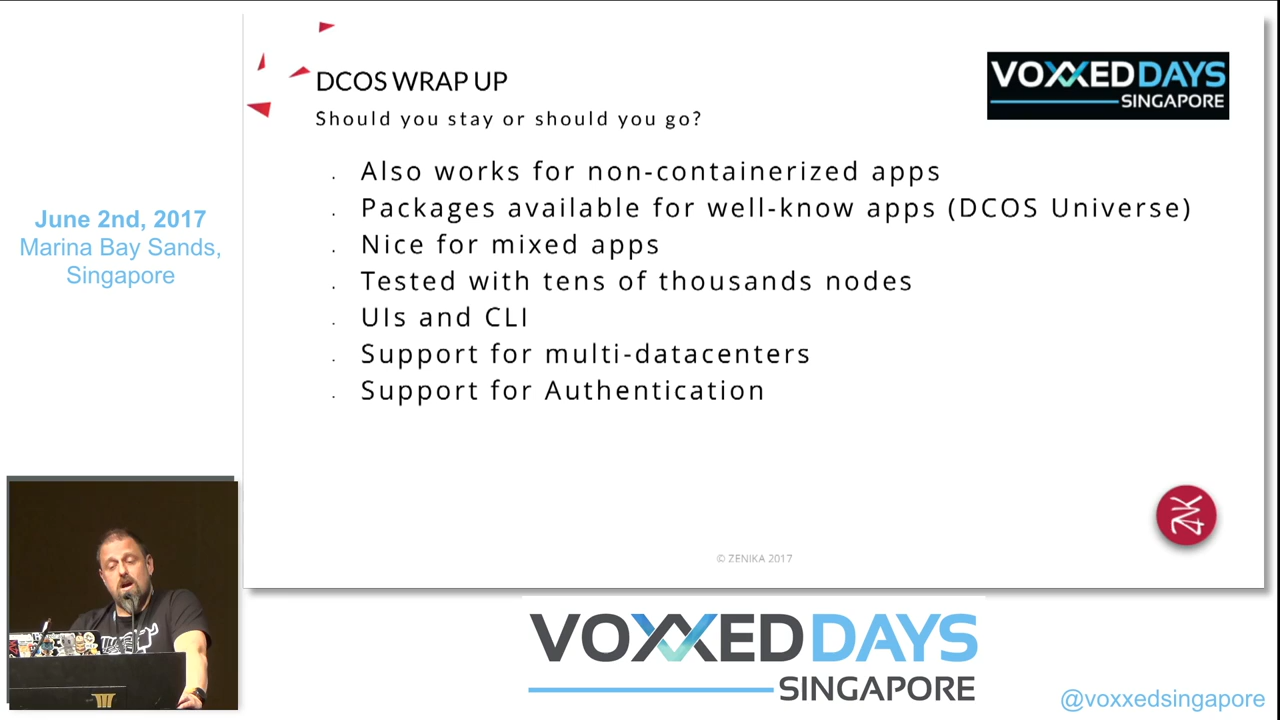 DCOS WRAP UP
Should you stay or should you go?
VOXXEDDAYS
SINGAPORE
. Also works for non-containerized apps
. Packages available for well-know apps (DCOS Universe)
. Nice for mixed apps
. Tested with tens of thousands nodes
. UIs and CLI
. Support for multi-datacenters
. Support for Authentication
June 2nd, 2017
Marina Bay Sands,
Singapore
© ZENIKA 2017
VOXXEDDAYS
SINGAPORE
@voxxedsingapore